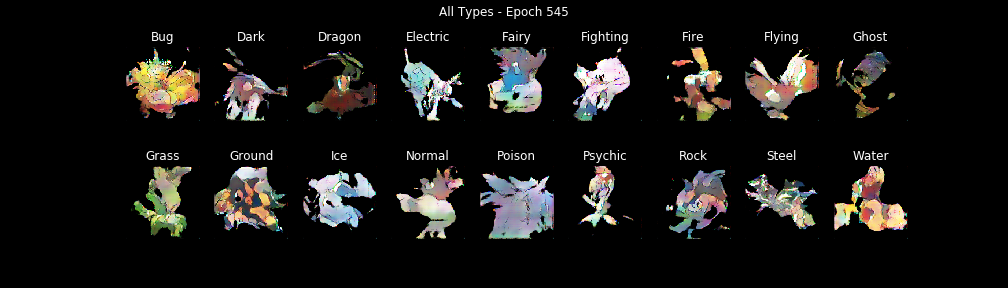 All Types - Epoch 545
Bug Dark Dragon Electric Fairy Fighting Fire Flying Ghost
Grass Ground Ice Normal Poison Psychic Rock Steel Water